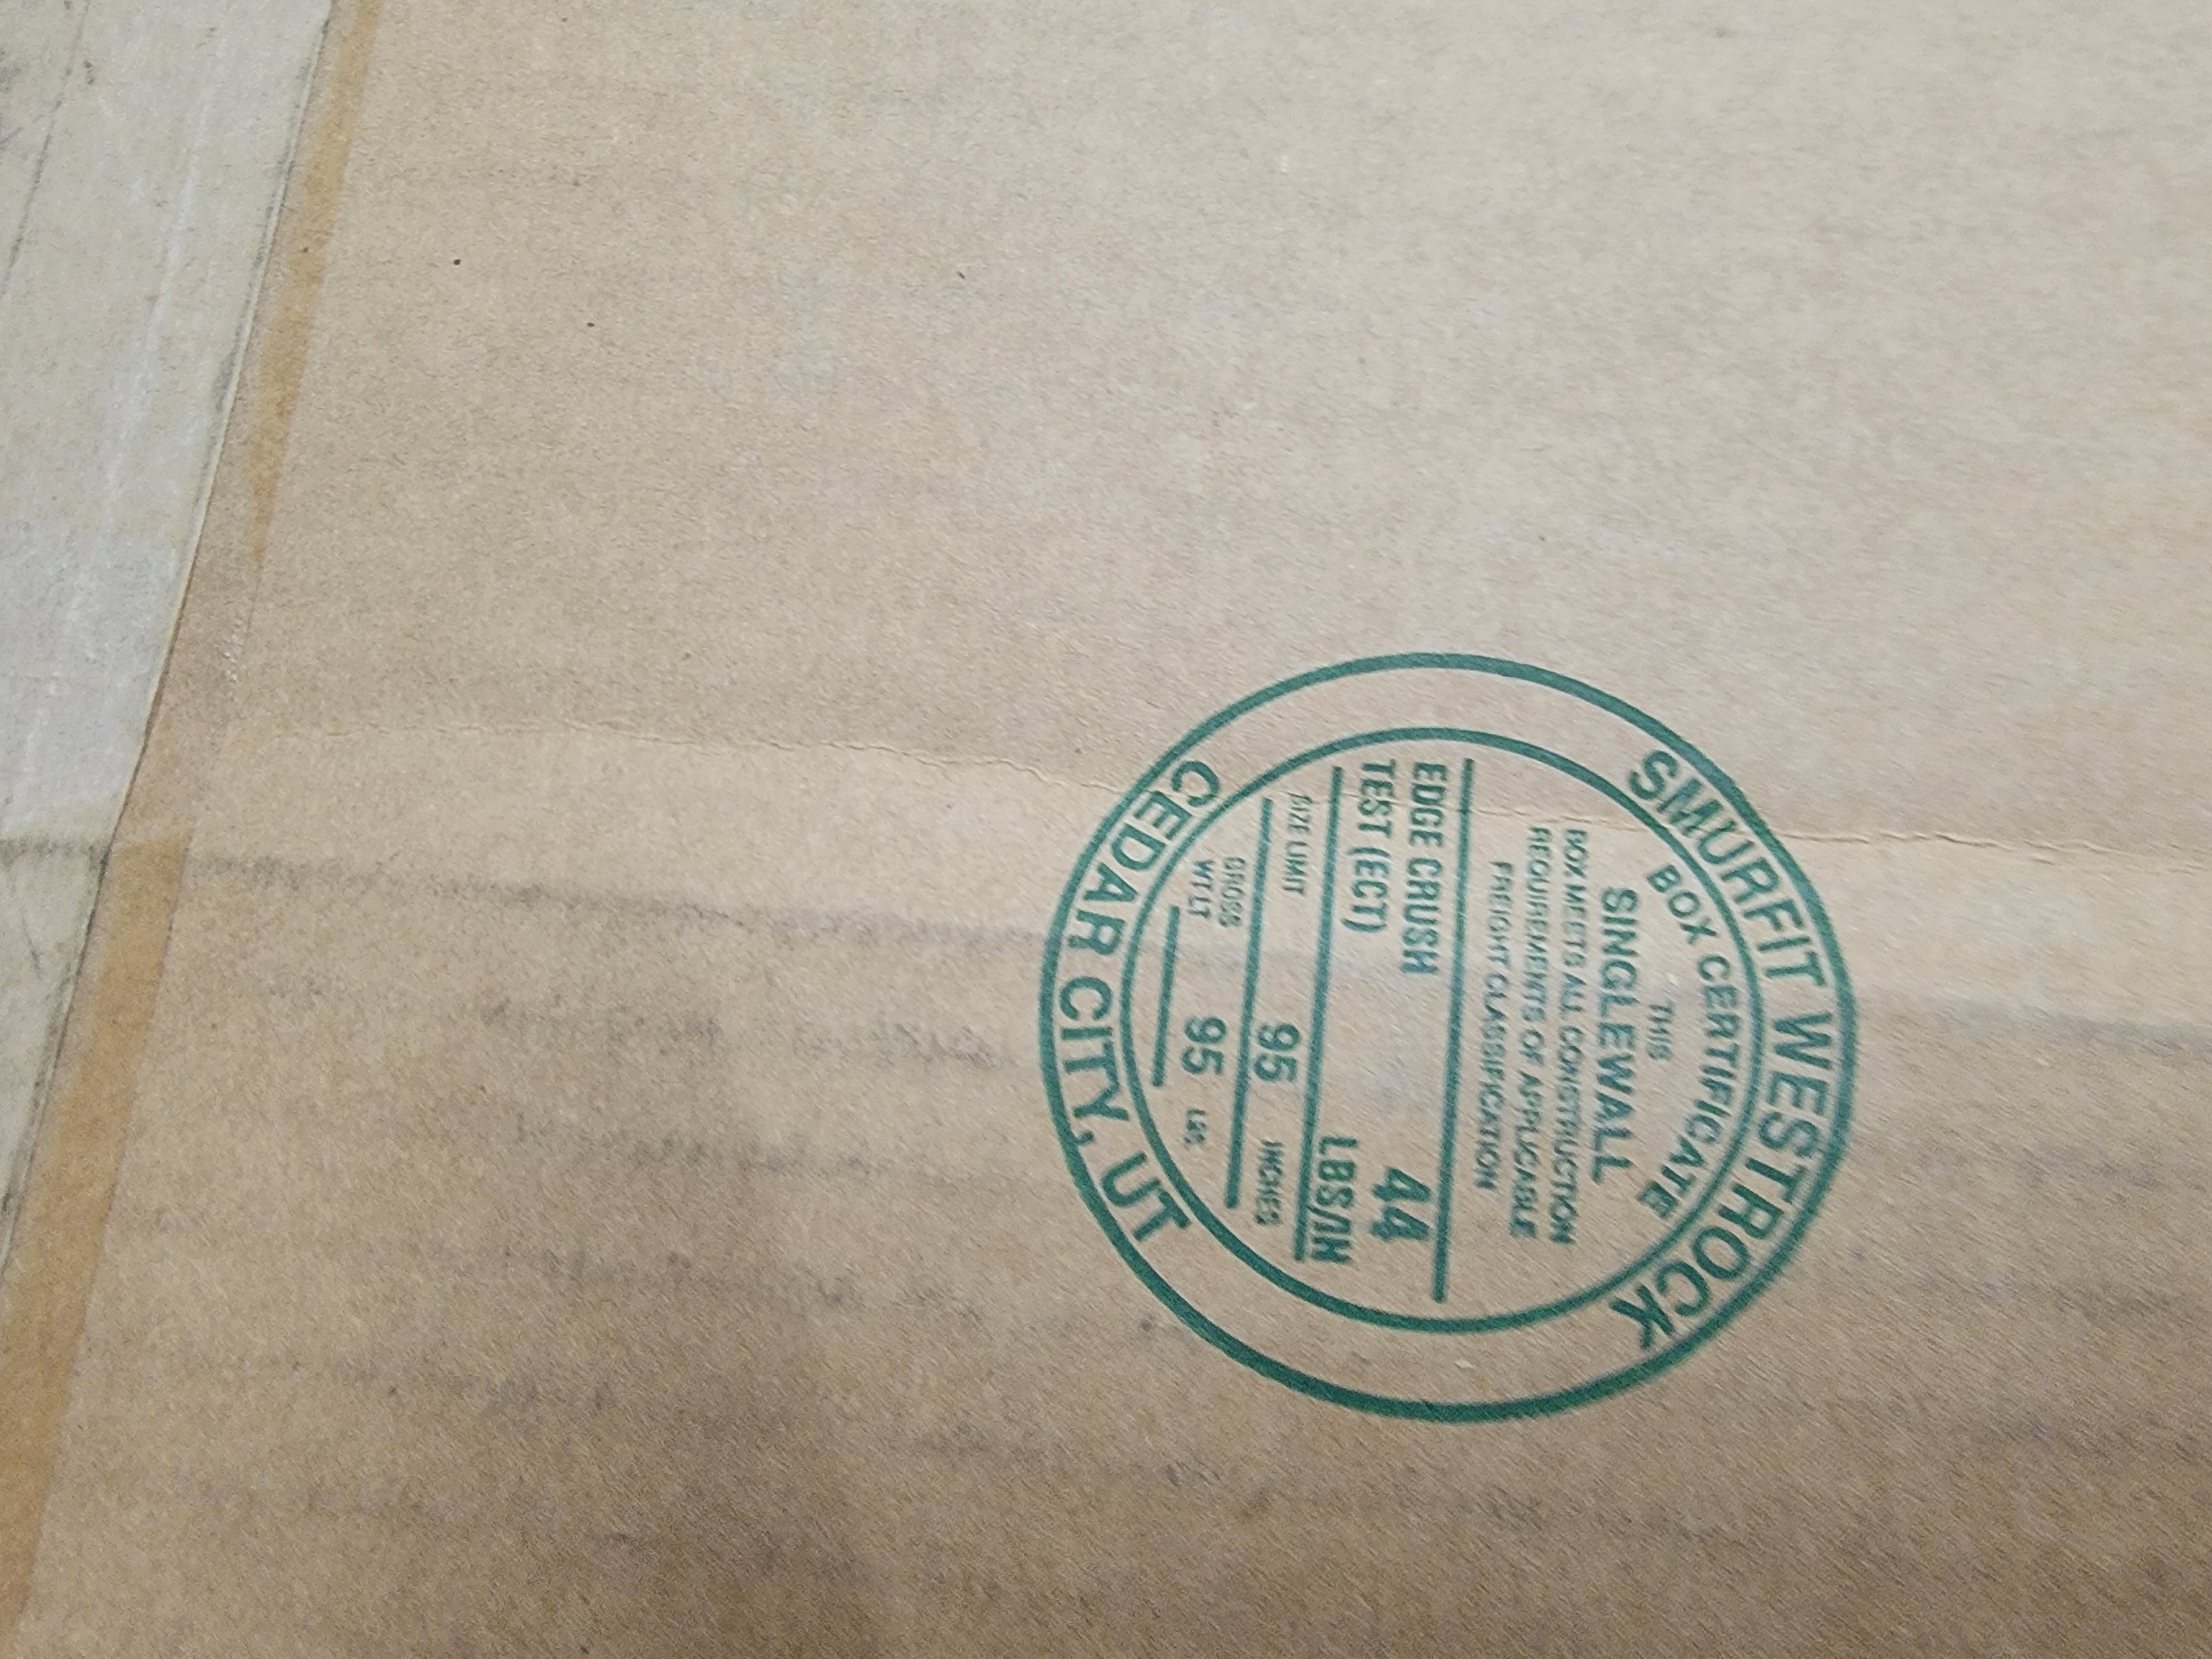 SMURFIT WESTROCK
BOX CERTIFICATE
THIS
SINGLEWALL
BOX MEETS ALL CONSTRUCTION
REQUIREMENTS OF APPLICABLE
FREIGHT CLASSIFICATION
EDGE CRUSH
TEST (ECT) 44
LBS/IN
SIZE LIMIT 95 INCHES
GROSS
WT LT 95 LBS.
CEDAR CITY, UT